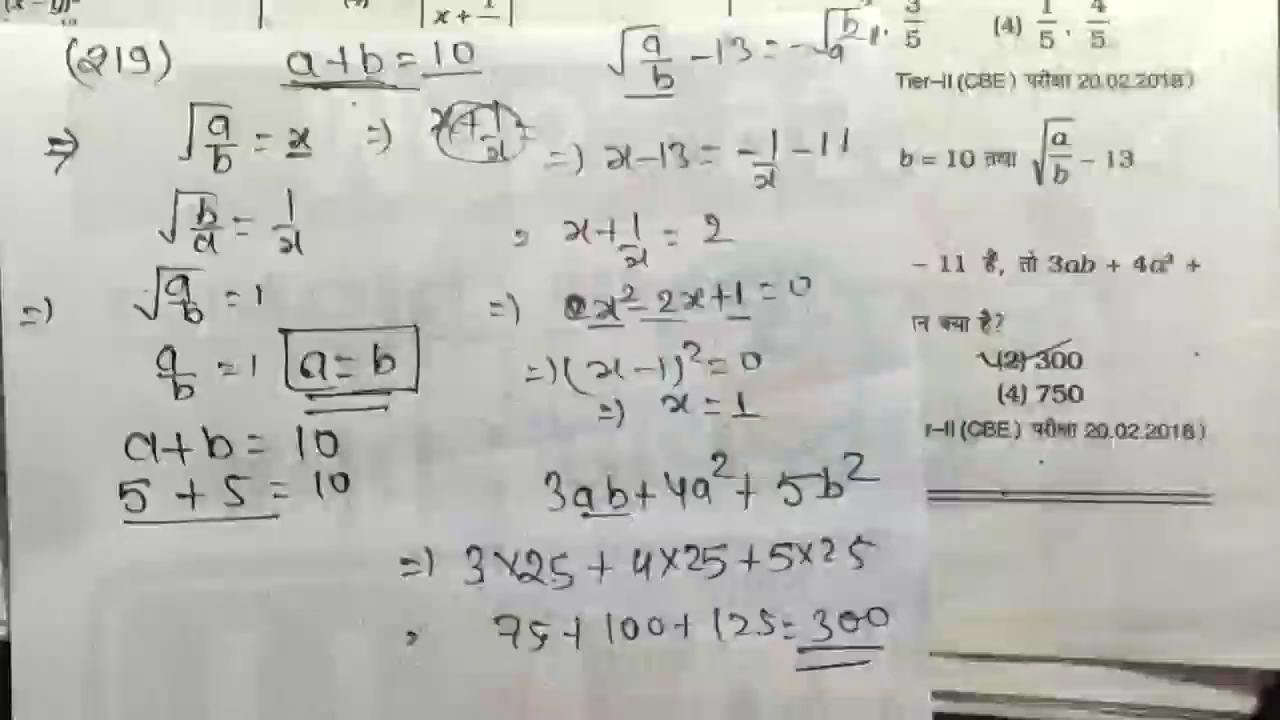 (219) a+b=10 √a/b -13 = -√b/a
⇒ √a/b = x ⇒ x+1/x =
√b/a = 1/x
⇒ √a/b = 1
a/b = 1 a=b
a+b = 10
5 + 5 = 10
⇒ x-13 = -1/x -11
x+1/x = 2
⇒ x²-2x+1=0
⇒ (x-1)²=0
⇒ x = 1
3ab+4a²+5b²
⇒ 3×25 + 4×25+5×25
75+100+125=300
3/5 (4) 1/5, 4/5
Tier-II (CBE) परीक्षा 20.02.2018)
b = 10 तथा √a/b - 13
- 11 है, तो 3ab + 4a² +
क्या है?
(2) 300
(4) 750
I-II (CBE) परीक्षा 20.02.2018)